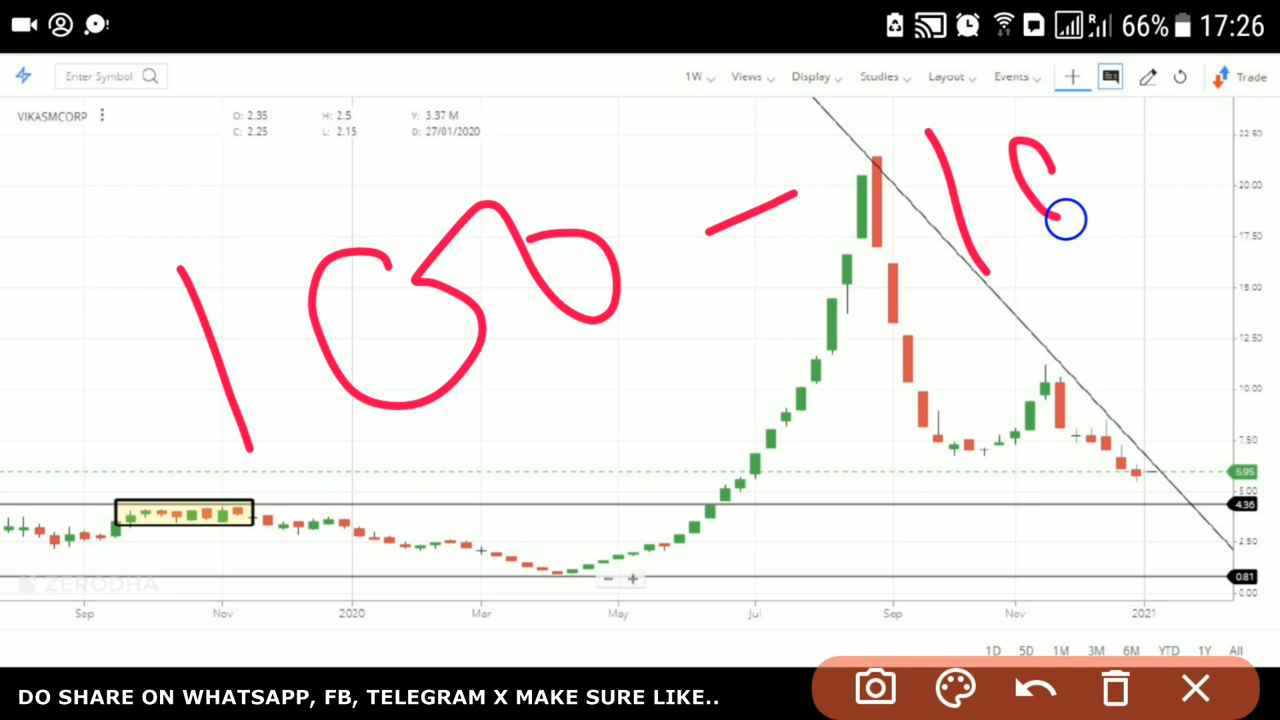 66% 17:26
Enter Symbol 1W Views Display Studies Layout Events Trade
VIKASMCORP O: 2.35 H: 2.5 V: 3.37 M
C: 2.25 L: 2.15 D: 27/01/2020
22.50
20.00
17.50
15.00
12.50
10.00
7.50
5.95
5.00
4.36
2.50
0.81
0.00
ZERODHA
Sep Nov 2020 Mar May Jul Sep Nov 2021
1D 5D 1M 3M 6M YTD 1Y All
DO SHARE ON WHATSAPP, FB, TELEGRAM X MAKE SURE LIKE..